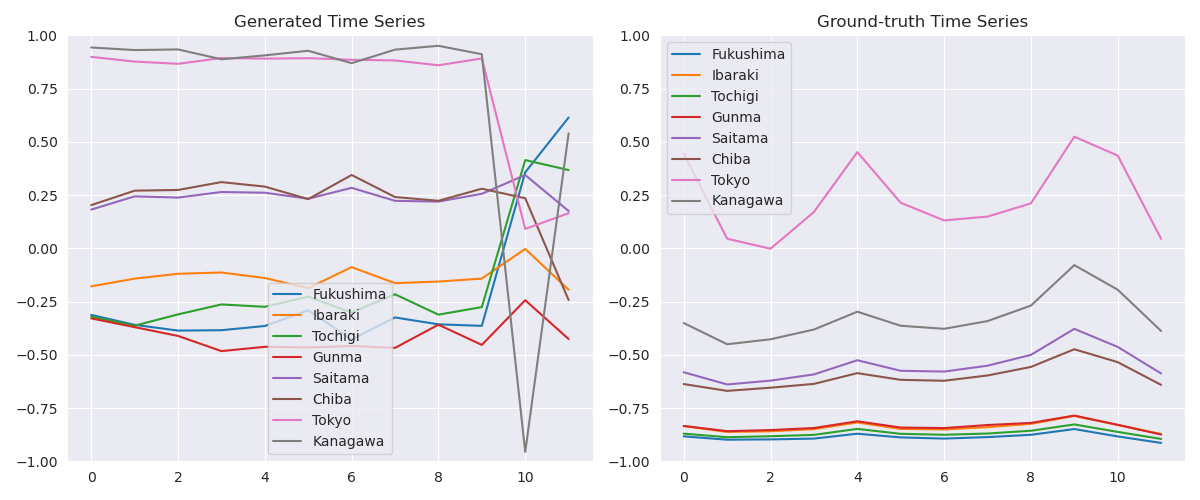 Generated Time Series
1.00
0.75
0.50
0.25
0.00
−0.25
−0.50
−0.75
−1.00
0
2
4
6
8
10
Fukushima
Ibaraki
Tochigi
Gunma
Saitama
Chiba
Tokyo
Kanagawa
Ground-truth Time Series
1.00
0.75
0.50
0.25
0.00
−0.25
−0.50
−0.75
−1.00
0
2
4
6
8
10
Fukushima
Ibaraki
Tochigi
Gunma
Saitama
Chiba
Tokyo
Kanagawa